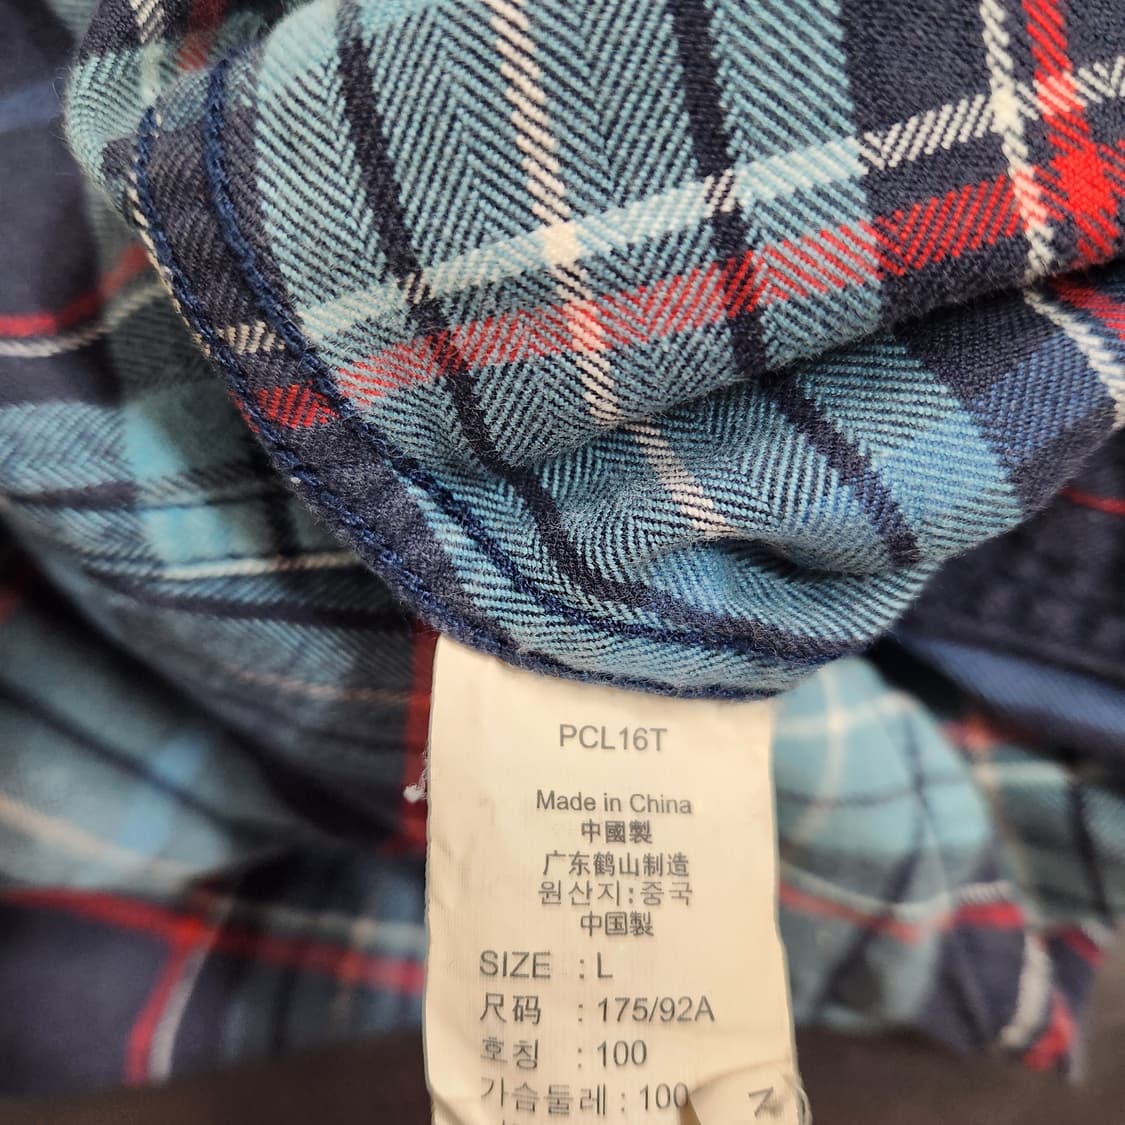 PCL16T
Made in China
中國製
广东鹤山制造
원산지:중국
中国製
SIZE : L
尺码 : 175/92A
호칭 : 100
가슴둘레 : 100